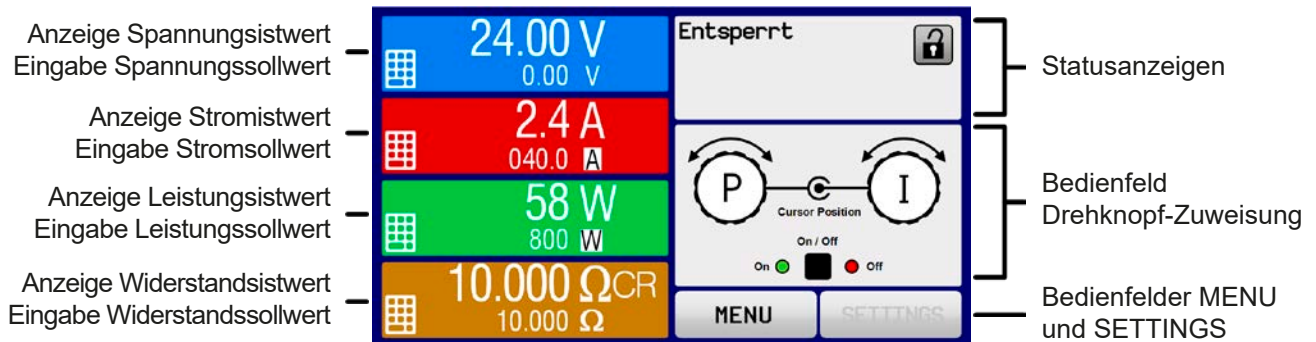 Anzeige Spannungsistwert
Eingabe Spannungssollwert
Anzeige Stromistwert
Eingabe Stromsollwert
Anzeige Leistungsistwert
Eingabe Leistungssollwert
Anzeige Widerstandsistwert
Eingabe Widerstandssollwert
24.00 V
0.00 V
2.4 A
040.0 A
58 W
800 W
10.000 ΩCR
10.000 Ω
Entsperrt
P
I
Cursor Position
On / Off
On
Off
MENU
SETTINGS
Statusanzeigen
Bedienfeld
Drehknopf-Zuweisung
Bedienfelder MENU
und SETTINGS